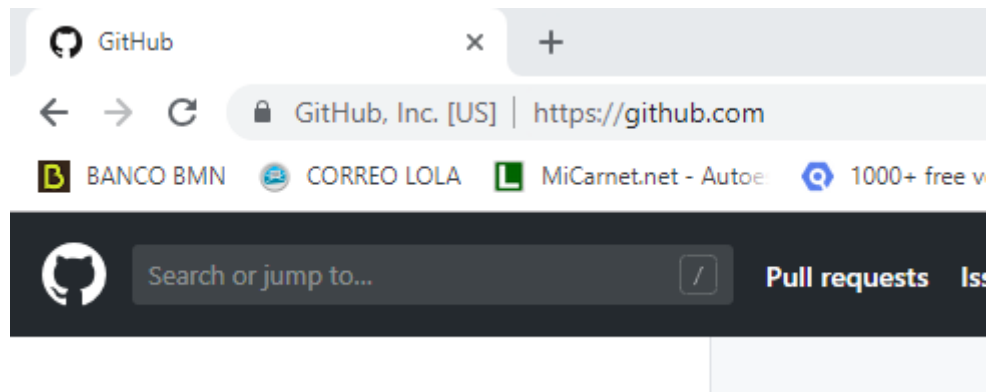 GitHub
GitHub, Inc. [US] | https://github.com
BANCO BMN CORREO LOLA MiCarnet.net - Autoe 1000+ free v
Search or jump to... / Pull requests Iss